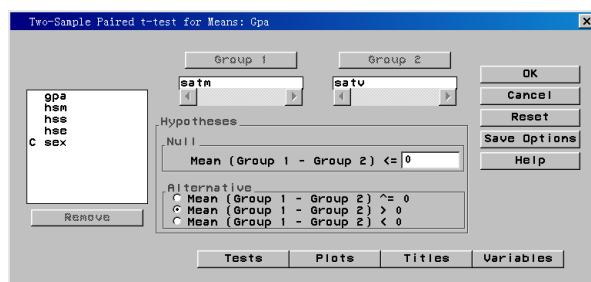 Two-Sample Paired t-test for Means: Gpa
Group 1
Group 2
satm
satv
gpa
hsm
hss
hse
C sex
Remove
Hypotheses
Null
Mean (Group 1 - Group 2) <= 0
Alternative
Mean (Group 1 - Group 2) ^= 0
Mean (Group 1 - Group 2) > 0
Mean (Group 1 - Group 2) < 0
OK
Cancel
Reset
Save Options
Help
Tests
Plots
Titles
Variables